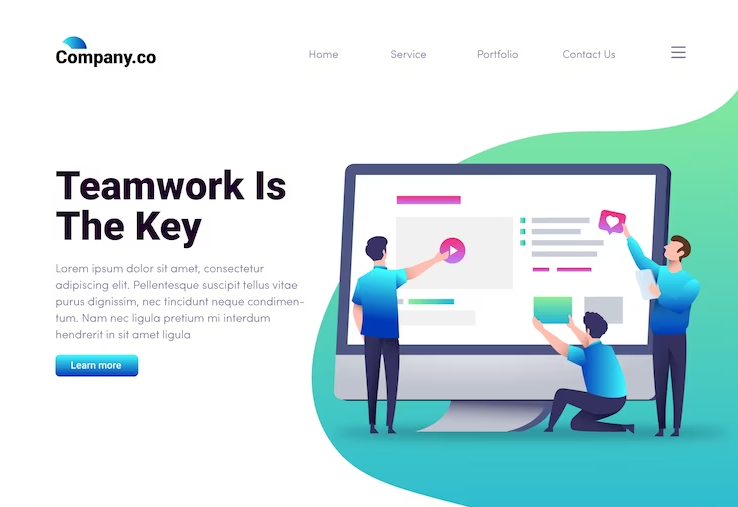 Company.co
Home
Service
Portfolio
Contact Us
Teamwork Is
The Key
Lorem ipsum dolor sit amet, consectetur
adipiscing elit. Pellentesque suscipit tellus vitae
purus dignissim, nec tincidunt neque condimen-
tum. Nam nec ligula pretium mi interdum
hendrerit in sit amet ligula
Learn more